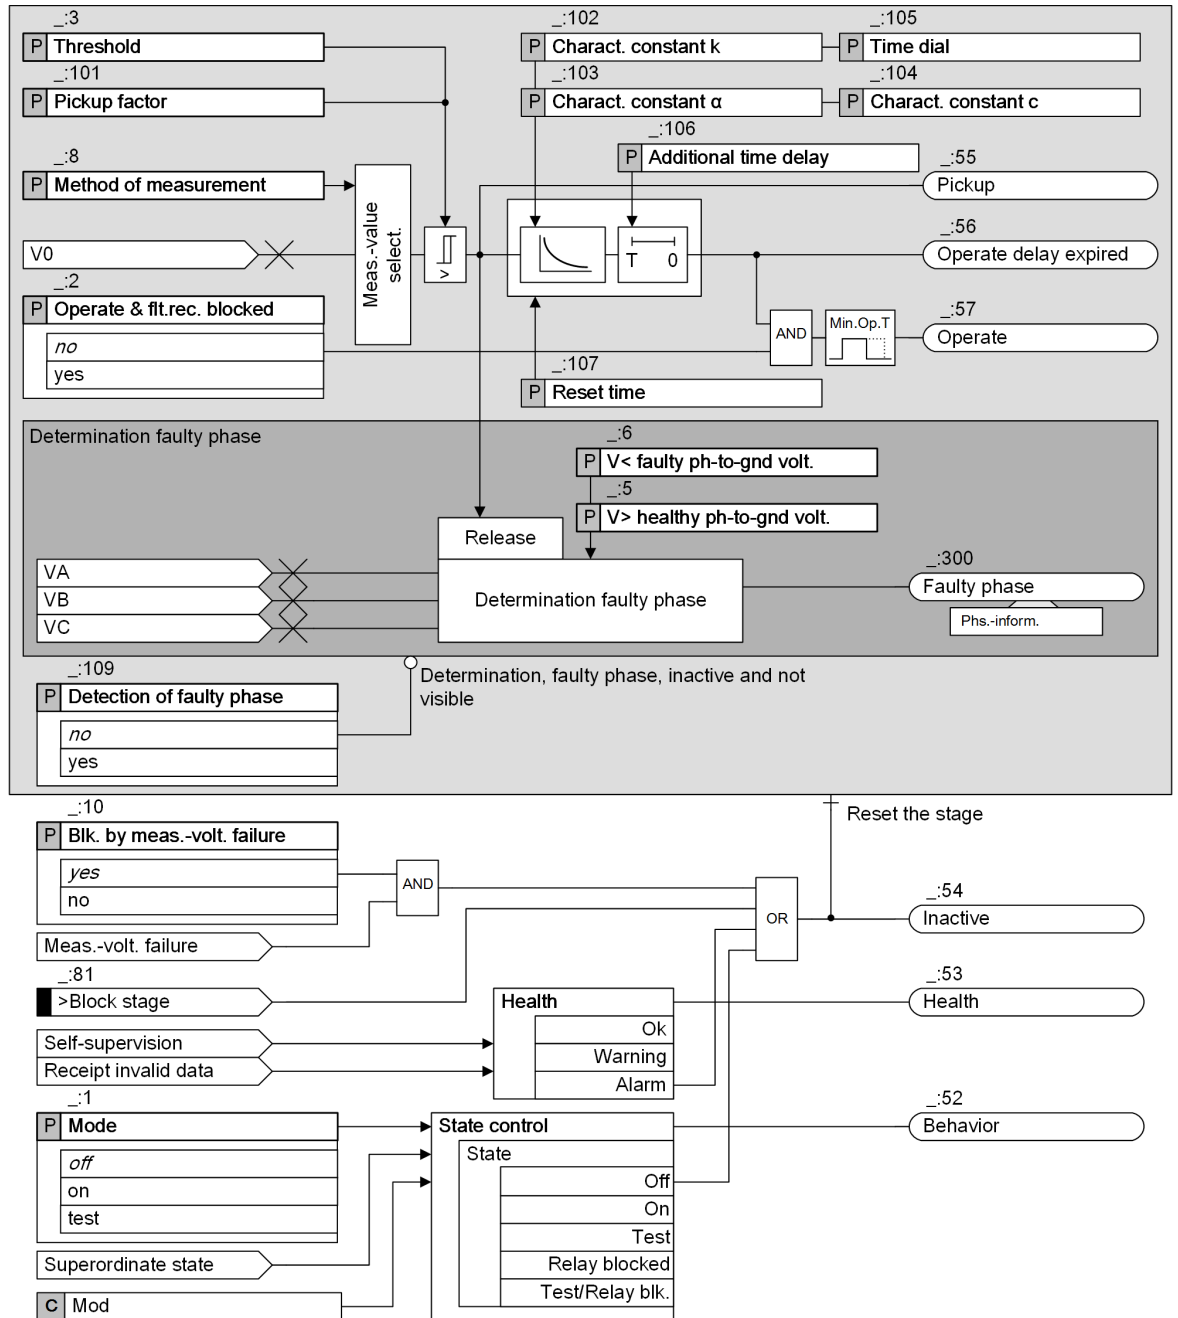 _:3
P Threshold
_:101
P Pickup factor
_:102
P Charact. constant k
_:105
P Time dial
_:103
P Charact. constant α
_:104
P Charact. constant c
_:106
P Additional time delay
_:8
P Method of measurement
Meas.-value
select.
V0
>
T 0
_:55
Pickup
_:56
Operate delay expired
_:2
P Operate & flt.rec. blocked
no
yes
AND
Min.Op.T
_:57
Operate
_:107
P Reset time
Determination faulty phase
_:6
P V< faulty ph-to-gnd volt.
_:5
P V> healthy ph-to-gnd volt.
Release
Determination faulty phase
VA
VB
VC
_:300
Faulty phase
Phs.-inform.
_:109
P Detection of faulty phase
no
yes
Determination, faulty phase, inactive and not
visible
_:10
P Blk. by meas.-volt. failure
yes
no
AND
Meas.-volt. failure
Reset the stage
OR
_:54
Inactive
_:81
>Block stage
Self-supervision
Receipt invalid data
Health
Ok
Warning
Alarm
_:53
Health
_:1
P Mode
off
on
test
Superordinate state
C Mod
State control
State
Off
On
Test
Relay blocked
Test/Relay blk.
_:52
Behavior